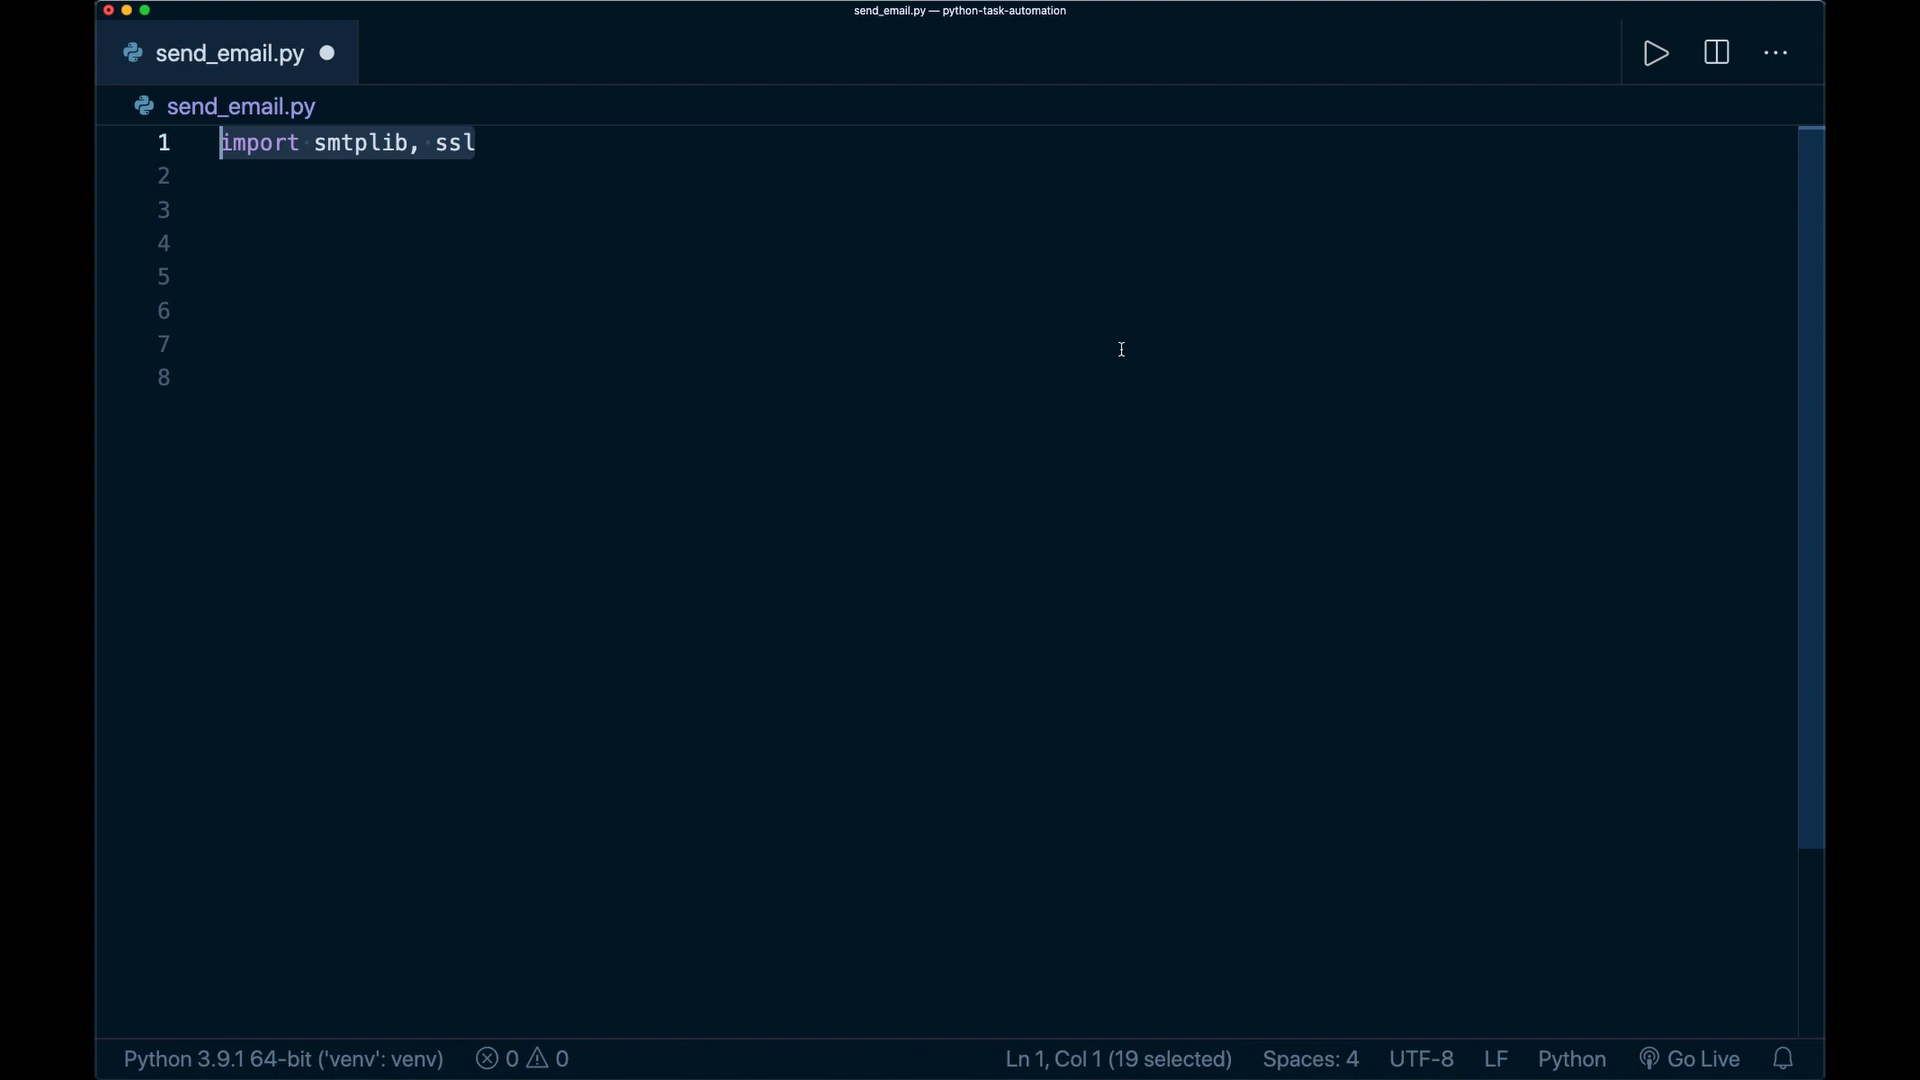 send_email.py — python-task-automation
send_email.py
send_email.py
1 import smtplib, ssl
2
3
4
5
6
7
8
Python 3.9.1 64-bit ('venv': venv) 0 0 Ln 1, Col 1 (19 selected) Spaces: 4 UTF-8 LF Python Go Live